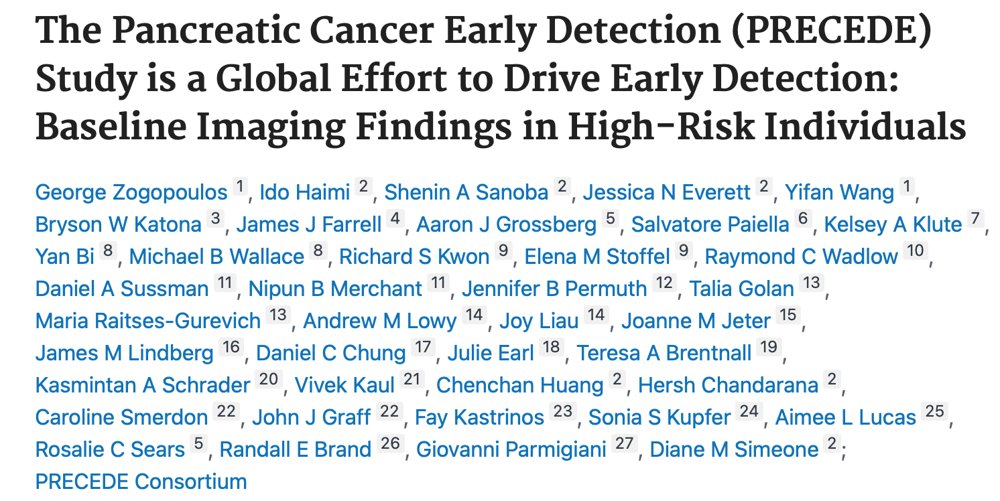 The Pancreatic Cancer Early Detection (PRECEDE)
Study is a Global Effort to Drive Early Detection:
Baseline Imaging Findings in High-Risk Individuals
George Zogopoulos 1, Ido Haimi 2, Shenin A Sanoba 2, Jessica N Everett 2, Yifan Wang 1,
Bryson W Katona 3, James J Farrell 4, Aaron J Grossberg 5, Salvatore Paiella 6, Kelsey A Klute 7,
Yan Bi 8, Michael B Wallace 8, Richard S Kwon 9, Elena M Stoffel 9, Raymond C Wadlow 10,
Daniel A Sussman 11, Nipun B Merchant 11, Jennifer B Permuth 12, Talia Golan 13,
Maria Raitses-Gurevich 13, Andrew M Lowy 14, Joy Liau 14, Joanne M Jeter 15,
James M Lindberg 16, Daniel C Chung 17, Julie Earl 18, Teresa A Brentnall 19,
Kasmintan A Schrader 20, Vivek Kaul 21, Chenchan Huang 2, Hersh Chandarana 2,
Caroline Smerdon 22, John J Graff 22, Fay Kastrinos 23, Sonia S Kupfer 24, Aimee L Lucas 25,
Rosalie C Sears 5, Randall E Brand 26, Giovanni Parmigiani 27, Diane M Simeone 2;
PRECEDE Consortium